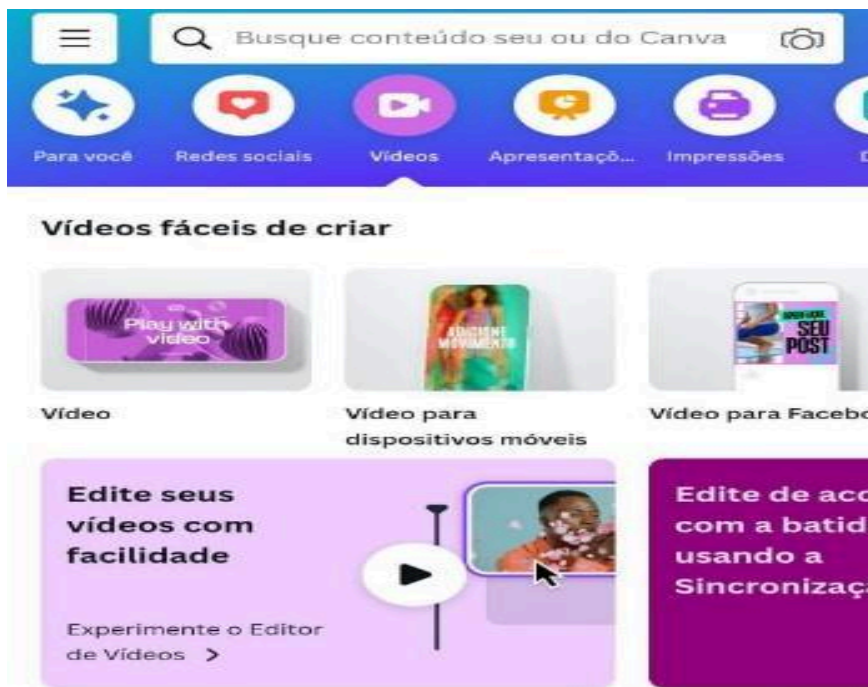 Busque conteúdo seu ou do Canva
Para você Redes sociais Vídeos Apresentaçõ... Impressões D
Vídeos fáceis de criar
Play with
video
ADICIONE
MOVIMENTO
SEU
POST
Vídeo
Vídeo para
dispositivos móveis
Vídeo para Facebo
Edite seus
vídeos com
facilidade
Experimente o Editor
de Vídeos >
Edite de aco
com a batid
usando a
Sincronizaç